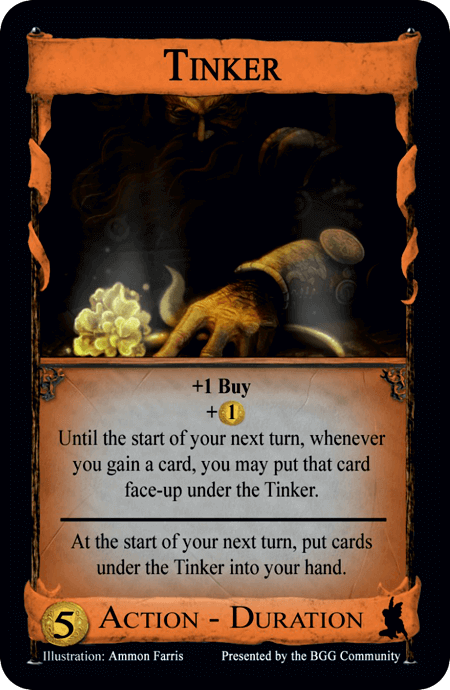 TINKER
+1 Buy
+1
Until the start of your next turn, whenever
you gain a card, you may put that card
face-up under the Tinker.
At the start of your next turn, put cards
under the Tinker into your hand.
5 ACTION - DURATION
Illustration: Ammon Farris Presented by the BGG Community